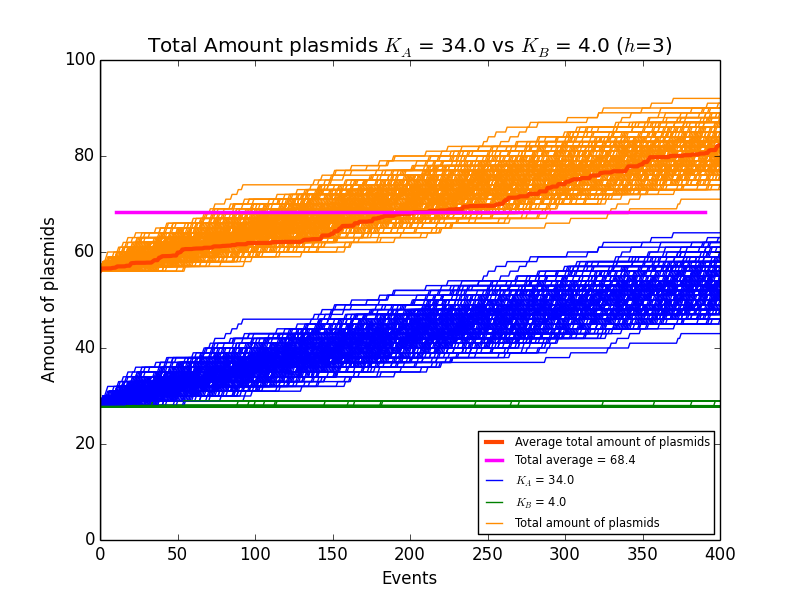 Total Amount plasmids K_A = 34.0 vs K_B = 4.0 (h=3)
100
80
60
40
20
0
Amount of plasmids
0 50 100 150 200 250 300 350 400
Events
Average total amount of plasmids
Total average = 68.4
K_A = 34.0
K_B = 4.0
Total amount of plasmids